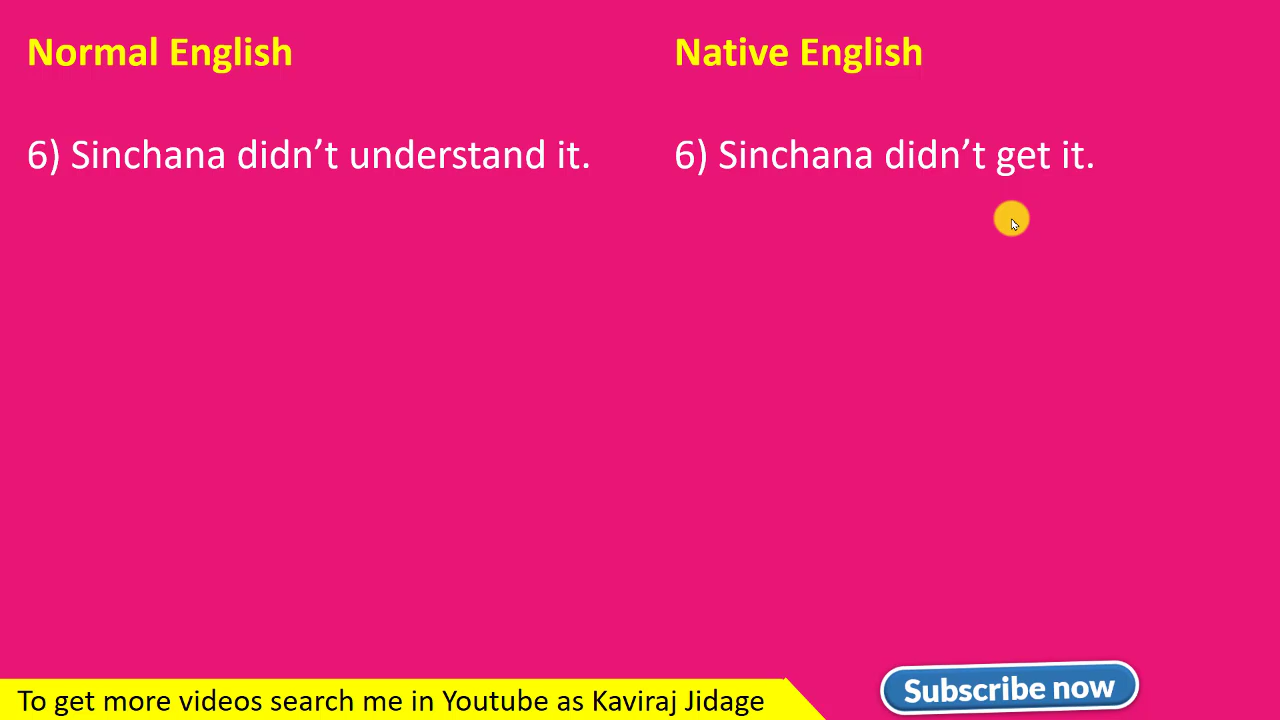 Normal English
Native English
6) Sinchana didn’t understand it.
6) Sinchana didn’t get it.
To get more videos search me in Youtube as Kaviraj Jidage
Subscribe now